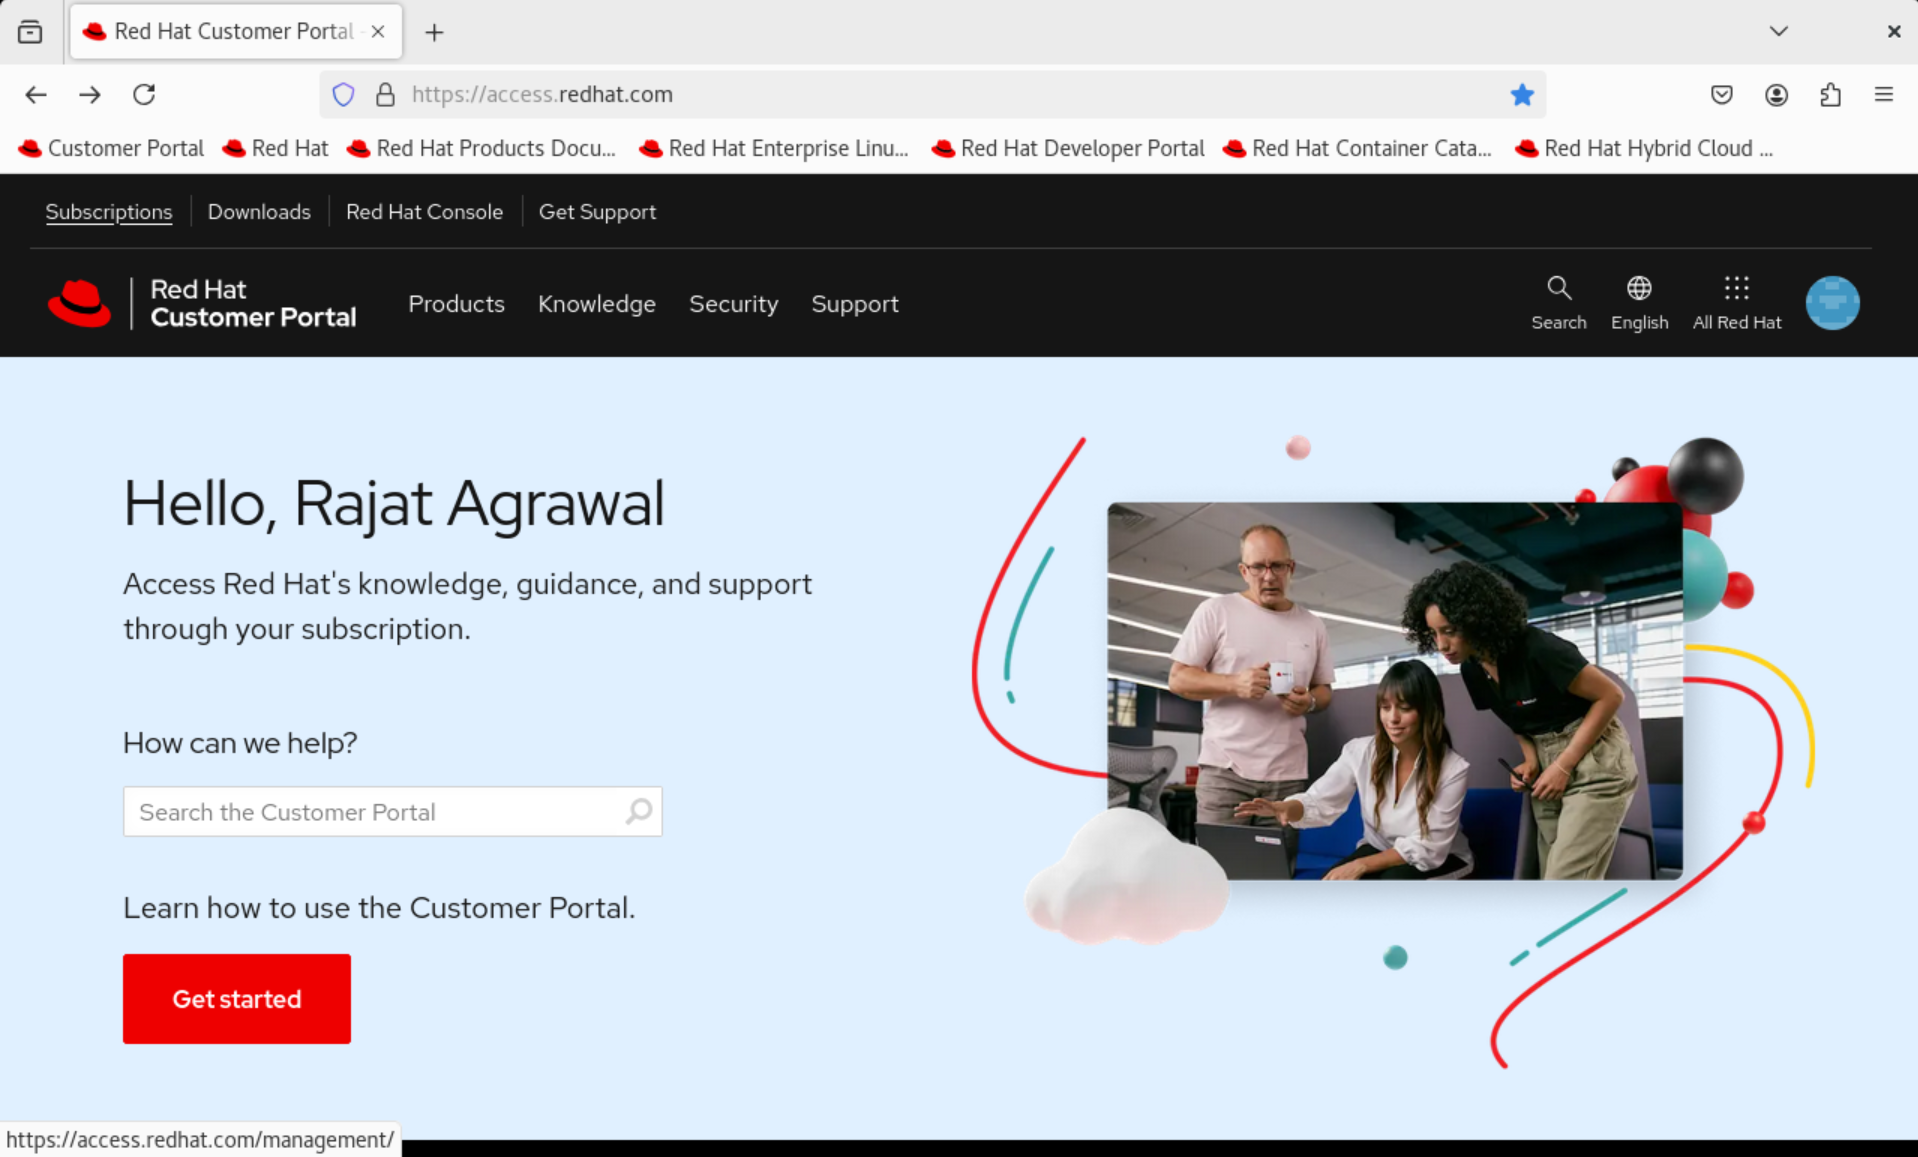 Red Hat Customer Portal
https://access.redhat.com
Customer Portal Red Hat Red Hat Products Docu... Red Hat Enterprise Linu... Red Hat Developer Portal Red Hat Container Cata... Red Hat Hybrid Cloud ...
Subscriptions Downloads Red Hat Console Get Support
Red Hat
Customer Portal
Products Knowledge Security Support
Search English All Red Hat
Hello, Rajat Agrawal
Access Red Hat's knowledge, guidance, and support
through your subscription.
How can we help?
Search the Customer Portal
Learn how to use the Customer Portal.
Get started
https://access.redhat.com/management/